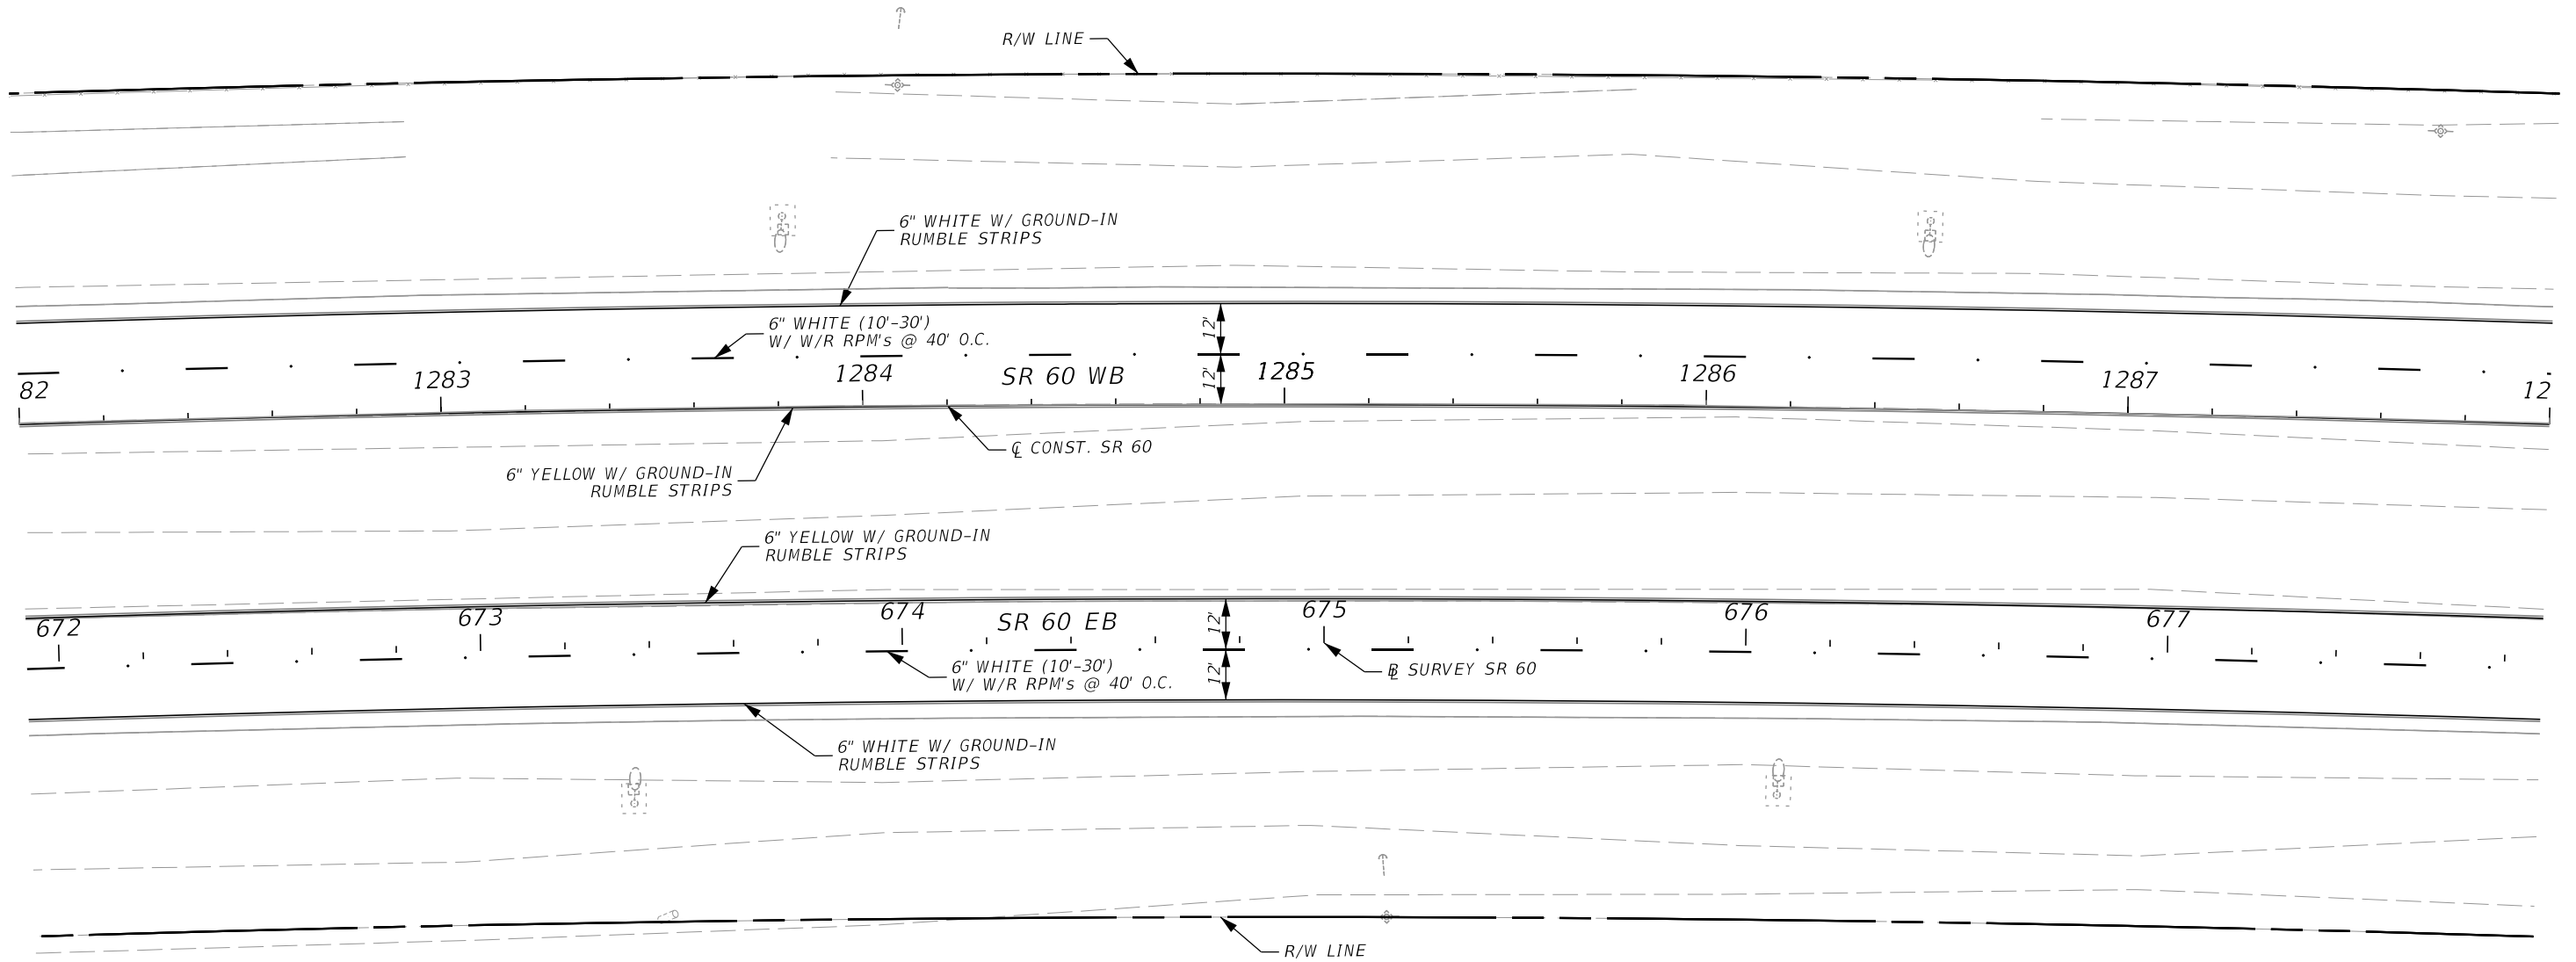 R/W LINE
6" WHITE W/ GROUND-IN
RUMBLE STRIPS
6" WHITE (10'-30')
W/ W/R RPM's @ 40' O.C.
12'
12'
82
1283
1284
SR 60 WB
1285
1286
1287
12
℄ CONST. SR 60
6" YELLOW W/ GROUND-IN
RUMBLE STRIPS
6" YELLOW W/ GROUND-IN
RUMBLE STRIPS
672
673
674
SR 60 EB
12'
12'
675
676
677
6" WHITE (10'-30')
W/ W/R RPM's @ 40' O.C.
BL SURVEY SR 60
6" WHITE W/ GROUND-IN
RUMBLE STRIPS
R/W LINE